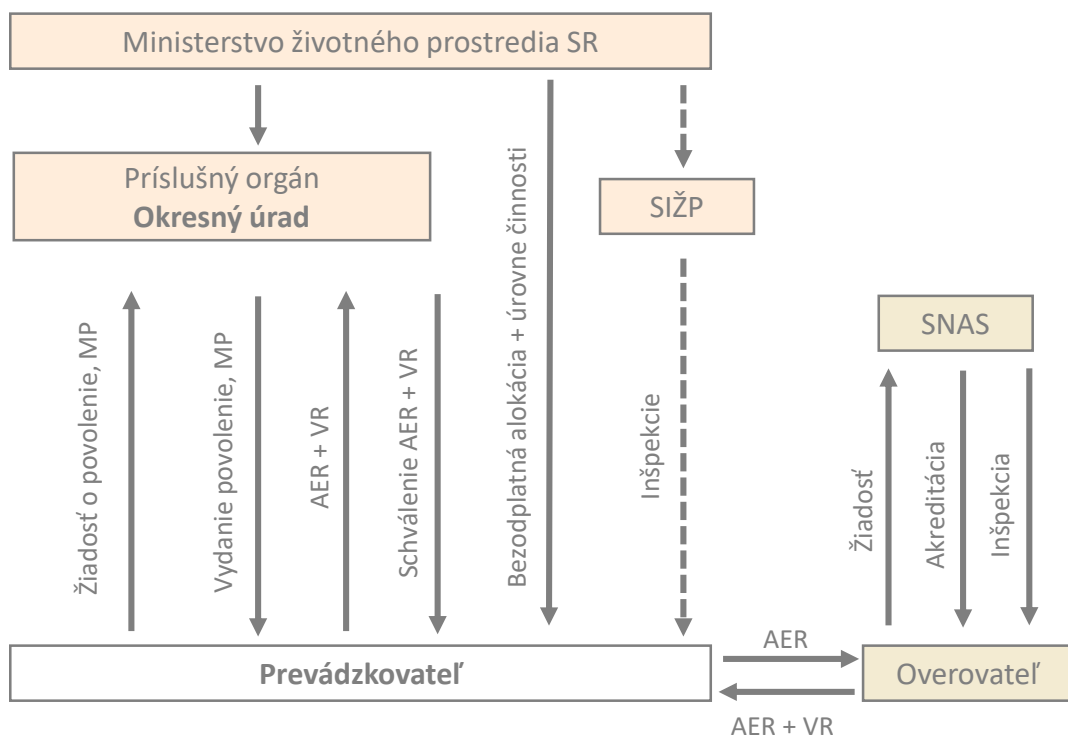 Ministerstvo životného prostredia SR
Príslušný orgán
Okresný úrad
SIŽP
SNAS
Žiadosť o povolenie, MP
Vydanie povolenie, MP
AER + VR
Schválenie AER + VR
Bezodplatná alokácia + úrovne činnosti
Inšpekcie
Žiadosť
Akreditácia
Inšpekcia
Prevádzkovateľ
AER
Overovateľ
AER + VR